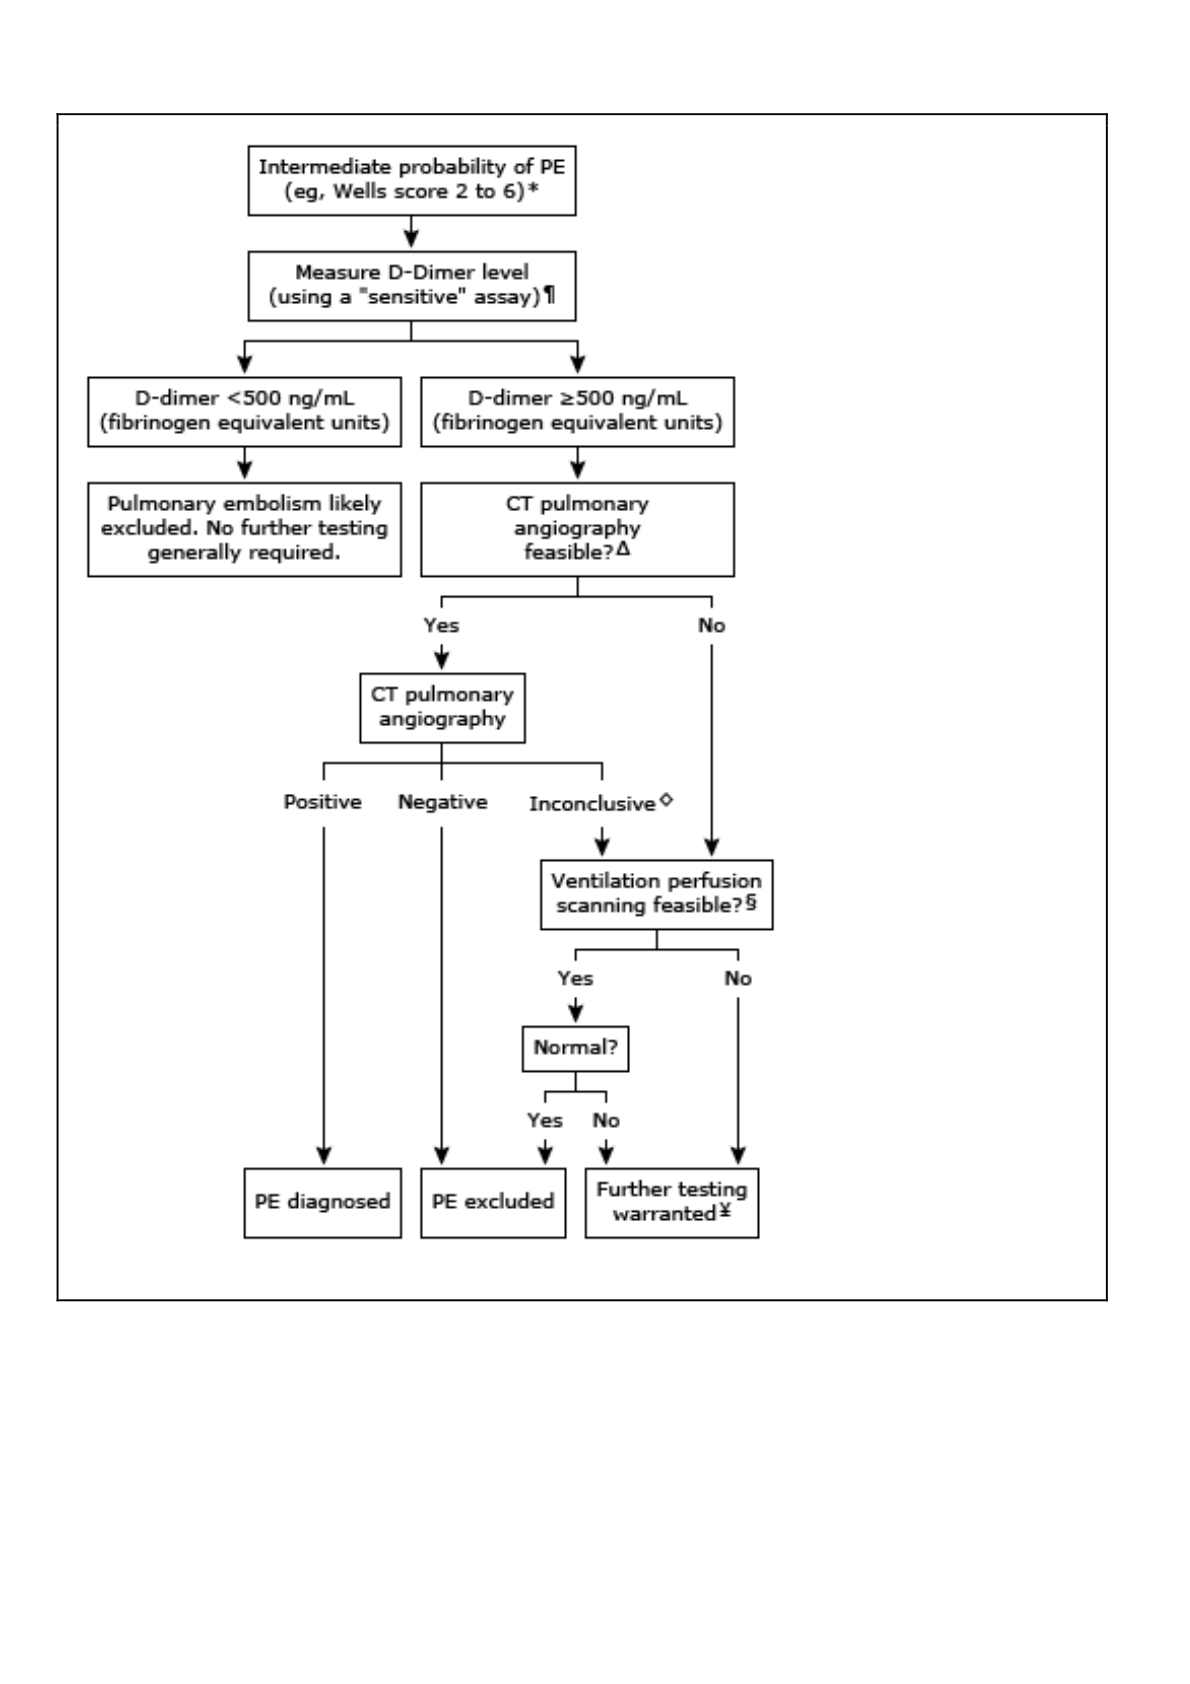 Intermediate probability of PE
(eg, Wells score 2 to 6)*
Measure D-Dimer level
(using a "sensitive" assay)¶
D-dimer <500 ng/mL
(fibrinogen equivalent units)
D-dimer ≥500 ng/mL
(fibrinogen equivalent units)
Pulmonary embolism likely
excluded. No further testing
generally required.
CT pulmonary
angiography
feasible?Δ
Yes
No
CT pulmonary
angiography
Positive
Negative
Inconclusive◇
Ventilation perfusion
scanning feasible?§
Yes
No
Normal?
Yes
No
PE diagnosed
PE excluded
Further testing
warranted¥